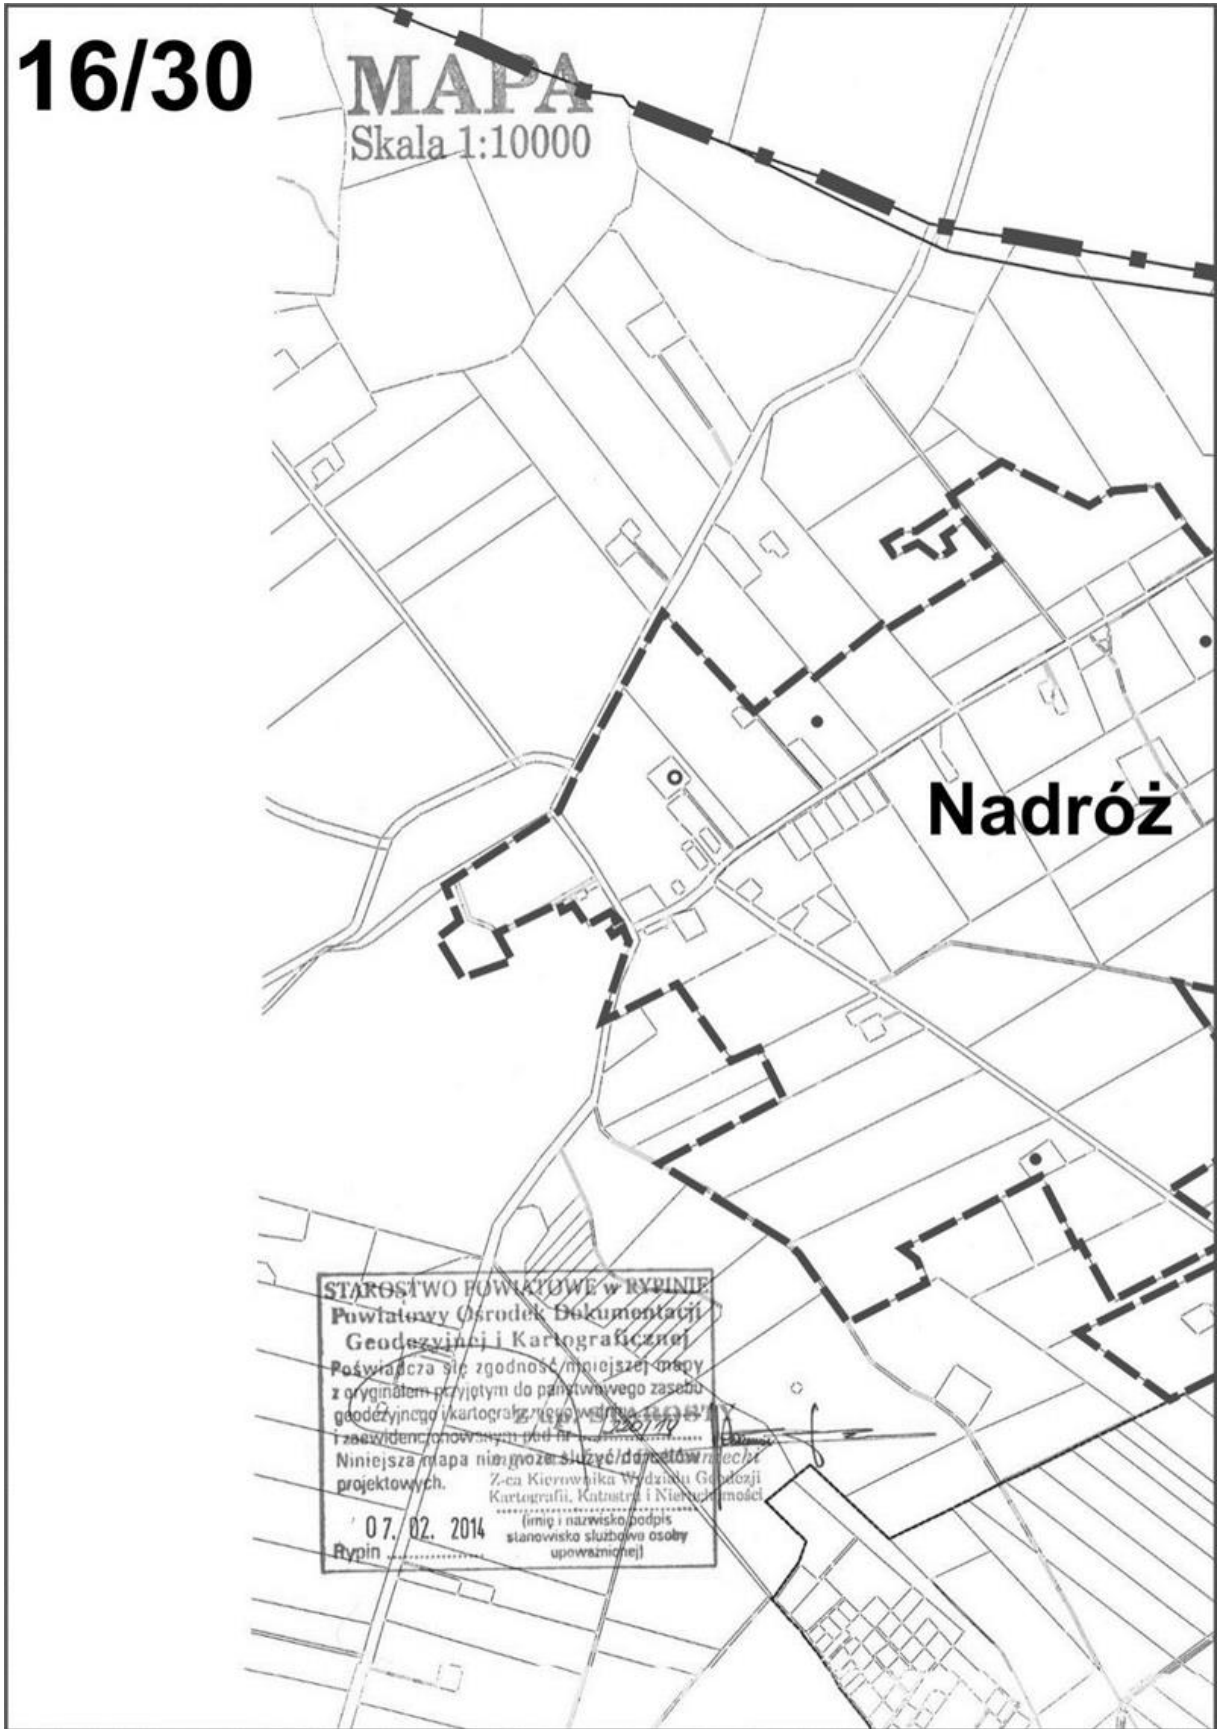 16/30
MAPA
Skala 1:10000
Nadróż
STAROSTWO POWIATOWE w RYPINIE
Powiatowy Ośrodek Dokumentacji
Geodezyjnej i Kartograficznej
Poświadcza się zgodność niniejszej mapy
z oryginałem przyjętym do państwowego zasobu
geodezyjnego i kartograficznego
i zaewidencjonowanym pod nr
Niniejsza mapa nie może służyć do celów
projektowych.
Z-ca Kierownika Wydziału Geodezji
Kartografii, Katastru i Nieruchomości
07. 02. 2014
Rypin
(imię i nazwisko, podpis
stanowisko służbowe osoby
upoważnionej)